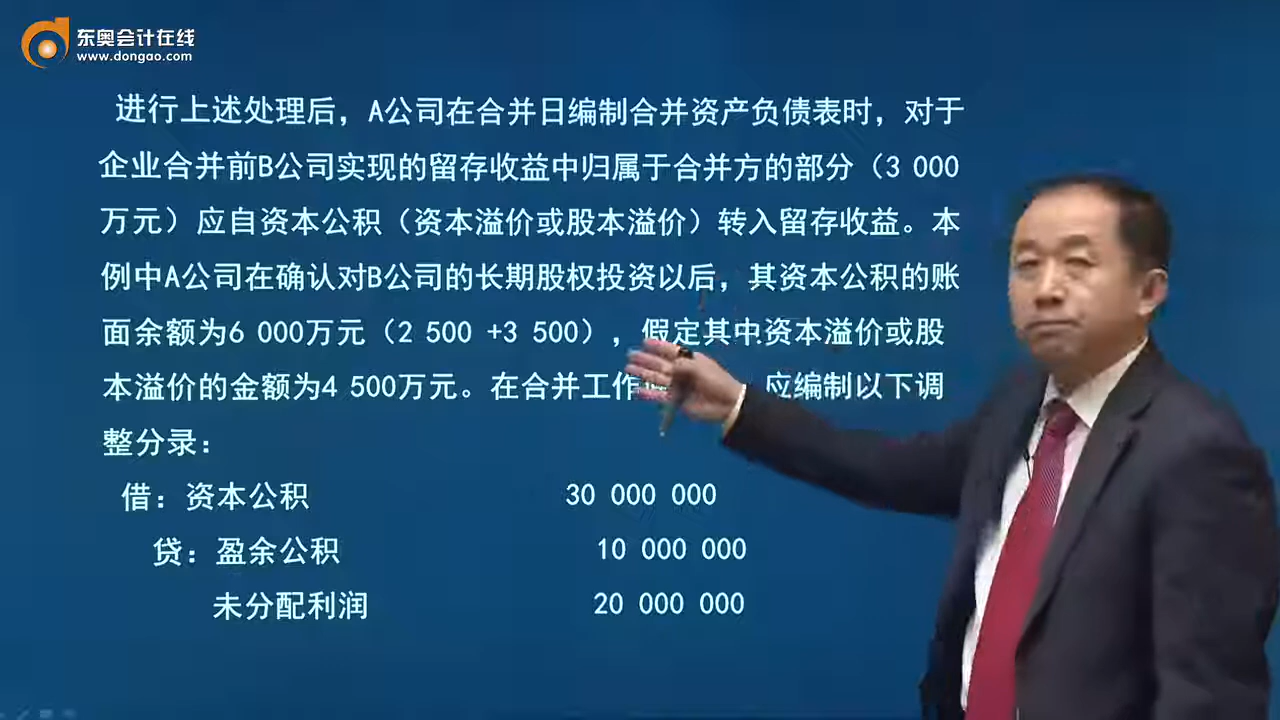 东奥会计在线
www.dongao.com
进行上述处理后，A公司在合并日编制合并资产负债表时，对于
企业合并前B公司实现的留存收益中归属于合并方的部分（3 000
万元）应自资本公积（资本溢价或股本溢价）转入留存收益。本
例中A公司在确认对B公司的长期股权投资以后，其资本公积的账
面余额为6 000万元（2 500 +3 500），假定其中资本溢价或股
本溢价的金额为4 500万元。在合并工作 应编制以下调
整分录：
借：资本公积 30 000 000
贷：盈余公积 10 000 000
未分配利润 20 000 000